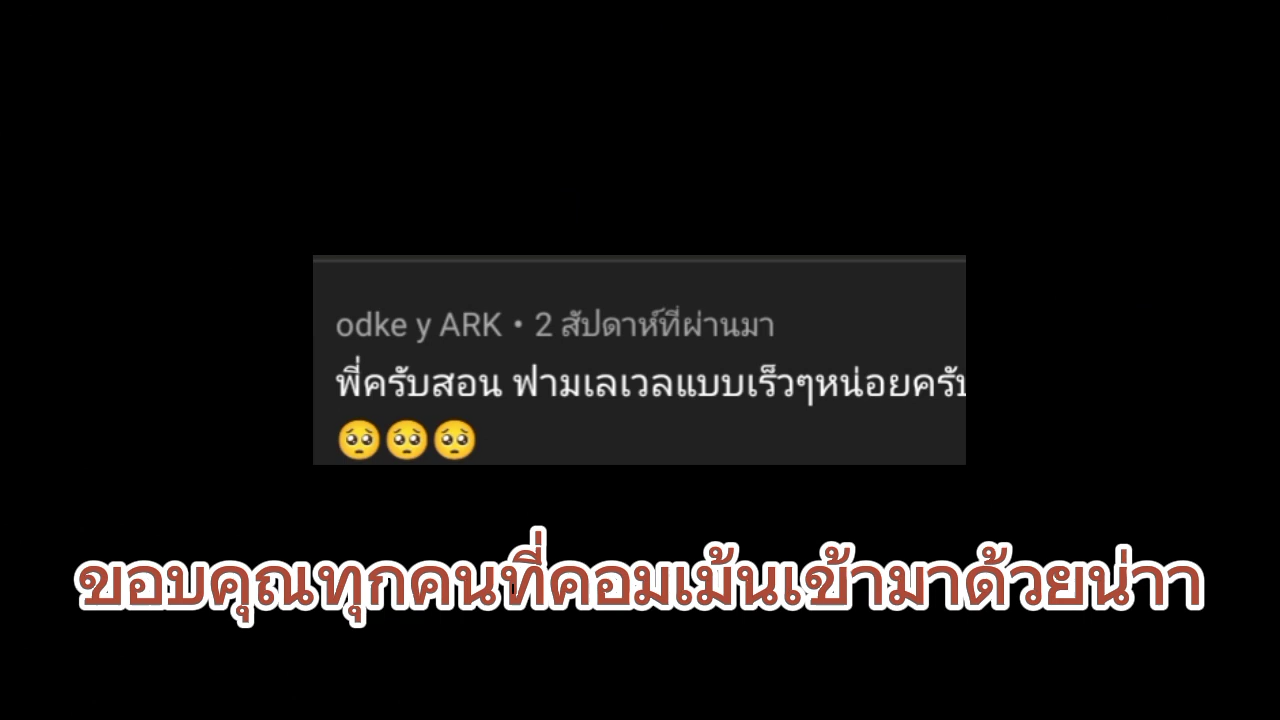 odke y ARK • 2 สัปดาห์ที่ผ่านมา
พี่ครับสอน ฟามเลเวลแบบเร็วๆหน่อยครับ
🥺🥺🥺
ขอบคุณทุกคนที่คอมเม้นเข้ามาด้วยน่าา